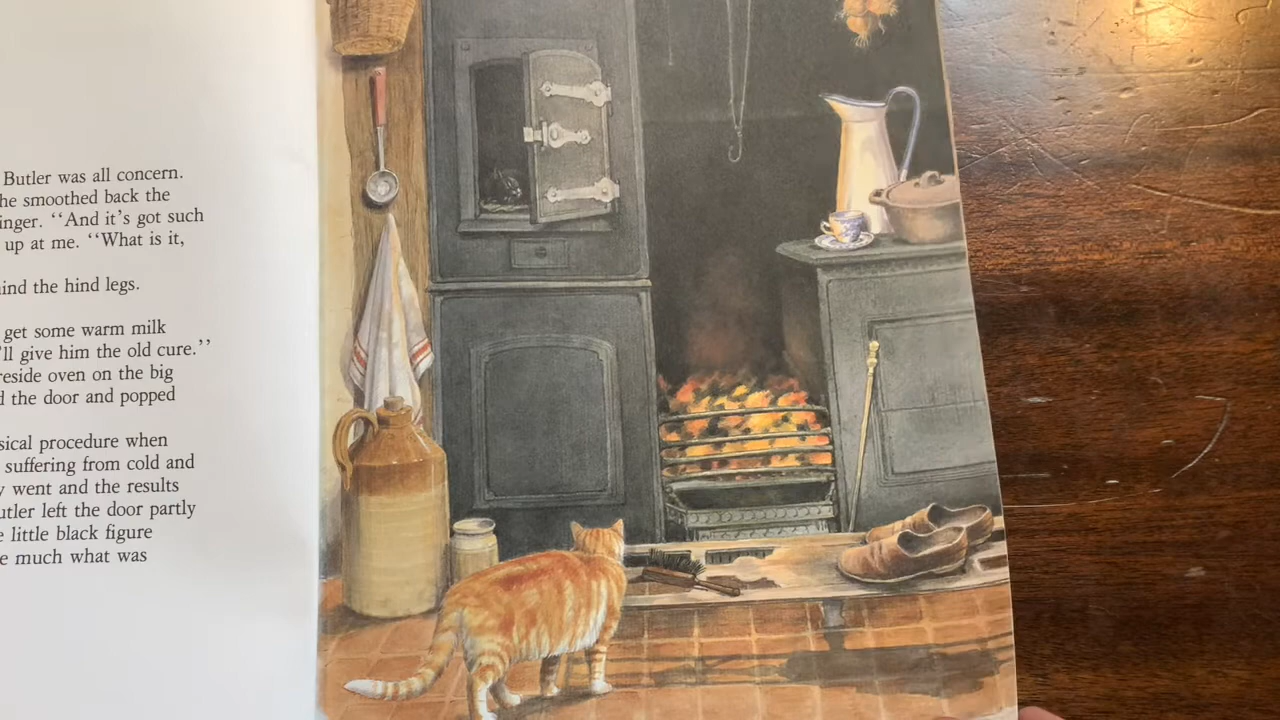 Butler was all concern.
he smoothed back the
inger. ‘‘And it’s got such
up at me. ‘‘What is it,
ind the hind legs.
get some warm milk
’ll give him the old cure.’’
reside oven on the big
d the door and popped
sical procedure when
suffering from cold and
y went and the results
utler left the door partly
e little black figure
e much what was